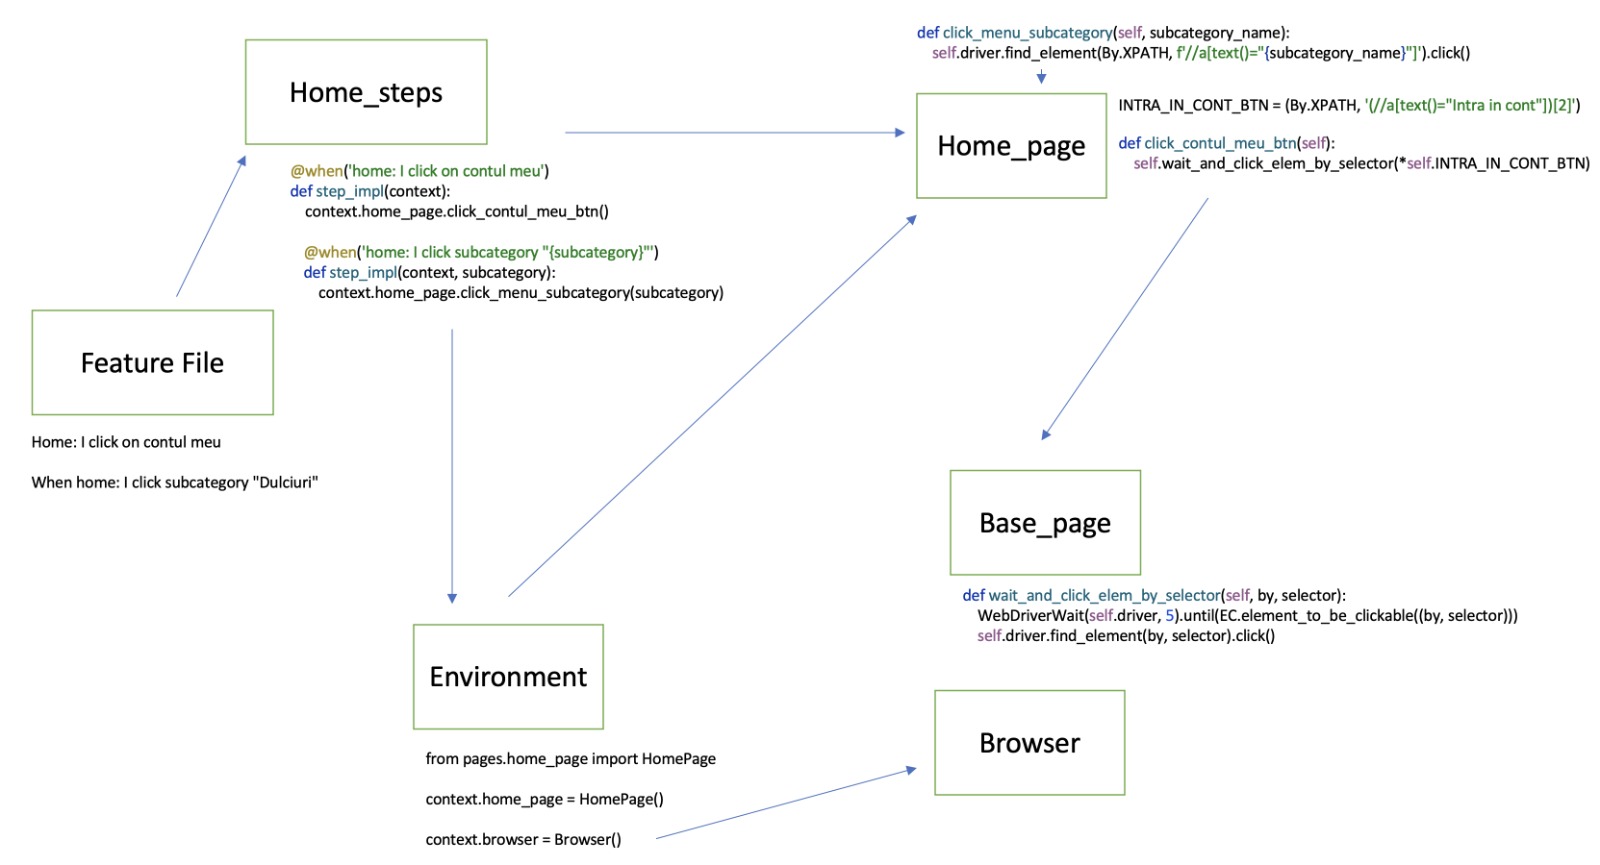 def click_menu_subcategory(self, subcategory_name):
self.driver.find_element(By.XPATH, f'//a[text()="{subcategory_name}"]').click()
Home_steps
Home_page
INTRA_IN_CONT_BTN = (By.XPATH, '(//a[text()="Intra in cont"])[2]')
def click_contul_meu_btn(self):
self.wait_and_click_elem_by_selector(*self.INTRA_IN_CONT_BTN)
@when('home: I click on contul meu')
def step_impl(context):
context.home_page.click_contul_meu_btn()
@when('home: I click subcategory "{subcategory}"')
def step_impl(context, subcategory):
context.home_page.click_menu_subcategory(subcategory)
Feature File
Home: I click on contul meu
When home: I click subcategory "Dulciuri"
Base_page
def wait_and_click_elem_by_selector(self, by, selector):
WebDriverWait(self.driver, 5).until(EC.element_to_be_clickable((by, selector)))
self.driver.find_element(by, selector).click()
Environment
from pages.home_page import HomePage
context.home_page = HomePage()
context.browser = Browser()
Browser